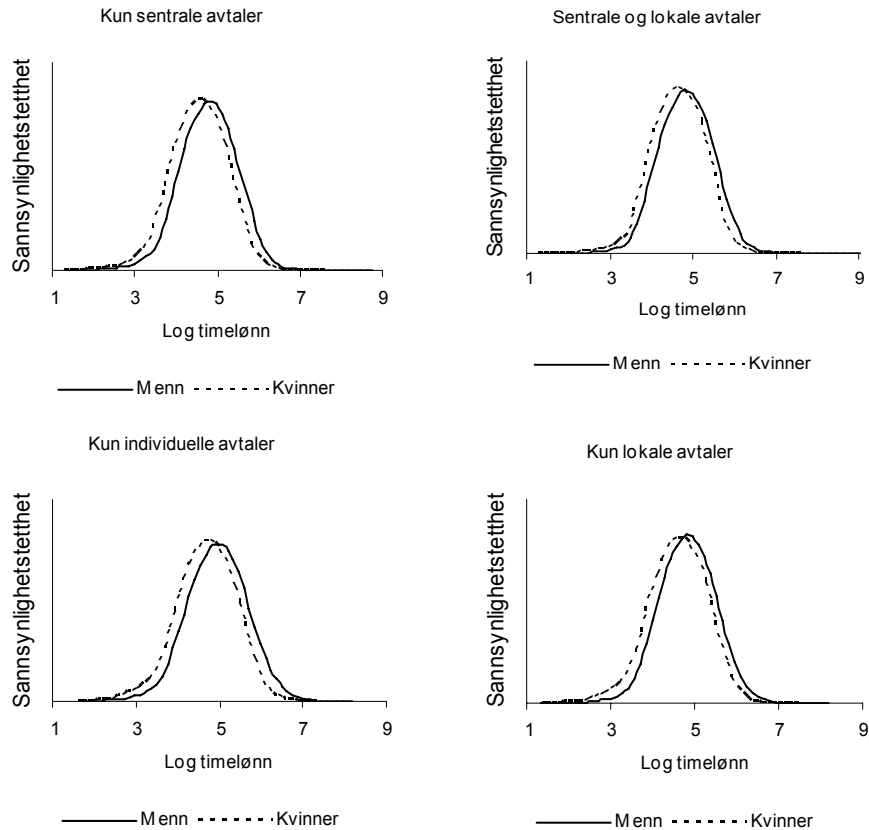 Kun sentrale avtaler
Sannsynlighetstetthet
1 3 5 7 9
Log timelønn
Menn Kvinner
Sentrale og lokale avtaler
Sannsynlighetstetthet
1 3 5 7 9
Log timelønn
Menn Kvinner
Kun individuelle avtaler
Sannsynlighetstetthet
1 3 5 7 9
Log timelønn
Menn Kvinner
Kun lokale avtaler
Sannsynlighetstetthet
1 3 5 7 9
Log timelønn
Menn Kvinner